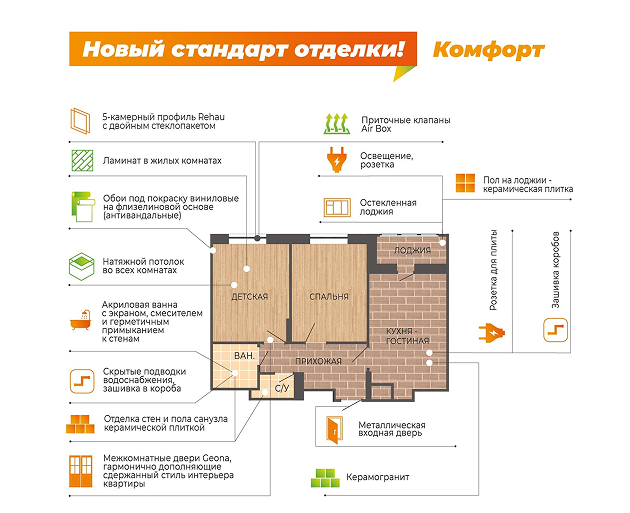 Новый стандарт отделки!
Комфорт
5-камерный профиль Rehau
с двойным стеклопакетом
Ламинат в жилых комнатах
Обои под покраску виниловые
на флизелиновой основе
(антивандальные)
Натяжной потолок
во всех комнатах
Акриловая ванна
с экраном, смесителем
и герметичным
примыканием
к стенам
Скрытые подводки
водоснабжения,
зашивка в короба
Отделка стен и пола санузла
керамической плиткой
Межкомнатные двери Geona,
гармонично дополняющие
сдержанный стиль интерьера
квартиры
Приточные клапаны
Air Box
Освещение,
розетка
Остекленная
лоджия
Пол на лоджии -
керамическая плитка
Розетка для плиты
Зашивка коробов
ЛОДЖИЯ
ДЕТСКАЯ
СПАЛЬНЯ
КУХНЯ -
ГОСТИНАЯ
ВАН.
ПРИХОЖАЯ
С/У
Металлическая
входная дверь
Керамогранит